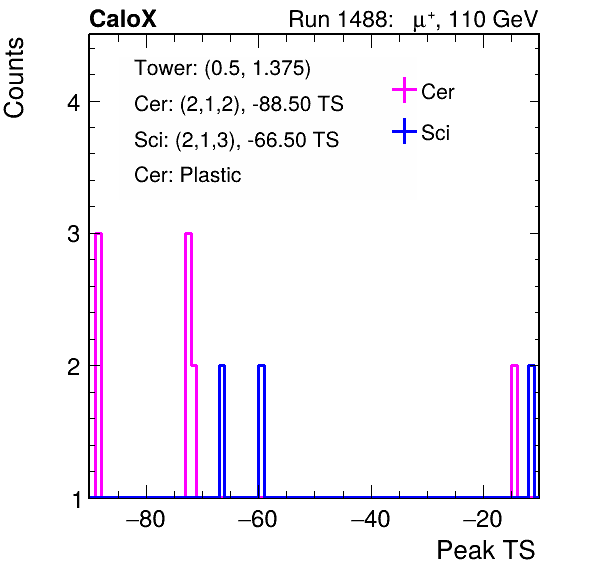 CaloX Run 1488: μ⁺, 110 GeV
Counts
Tower: (0.5, 1.375)
Cer: (2,1,2), -88.50 TS
Sci: (2,1,3), -66.50 TS
Cer: Plastic
Cer
Sci
4
3
2
1
−80 −60 −40 −20
Peak TS